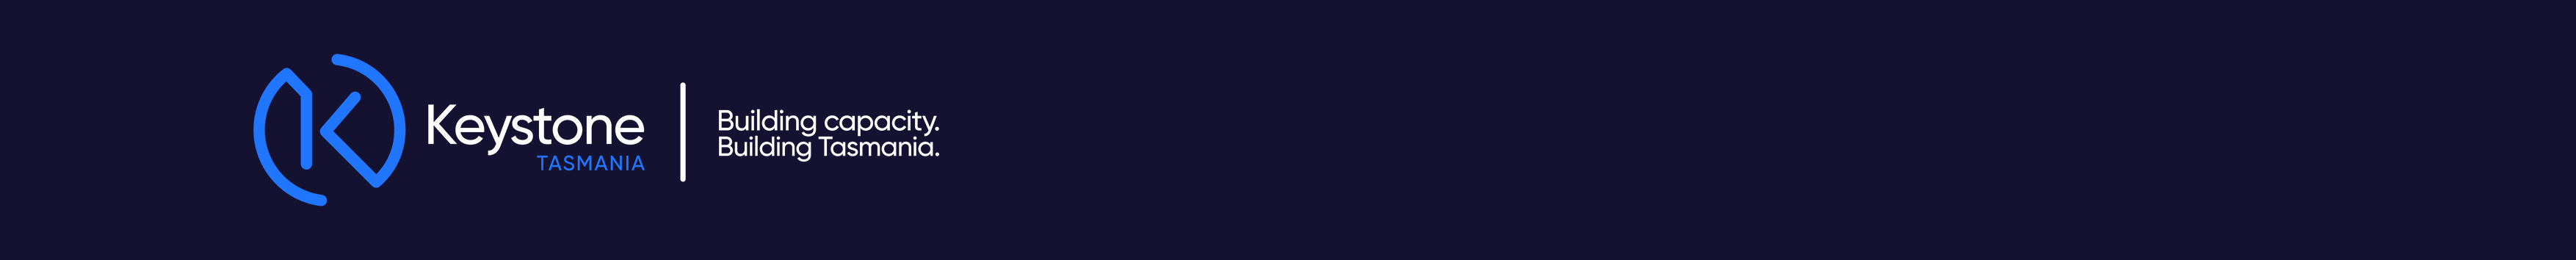 Keystone
TASMANIA
Building capacity.
Building Tasmania.